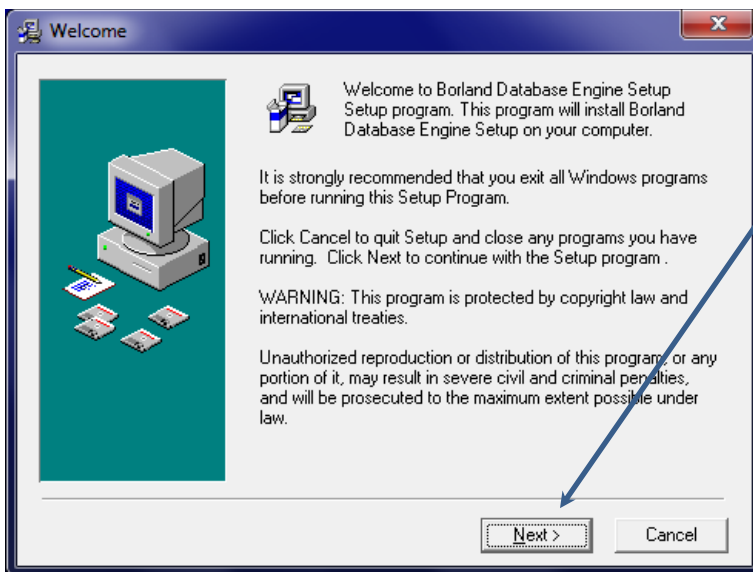 Welcome
Welcome to Borland Database Engine Setup
Setup program. This program will install Borland
Database Engine Setup on your computer.
It is strongly recommended that you exit all Windows programs
before running this Setup Program.
Click Cancel to quit Setup and close any programs you have
running. Click Next to continue with the Setup program .
WARNING: This program is protected by copyright law and
international treaties.
Unauthorized reproduction or distribution of this program, or any
portion of it, may result in severe civil and criminal penalties,
and will be prosecuted to the maximum extent possible under
law.
Next >
Cancel